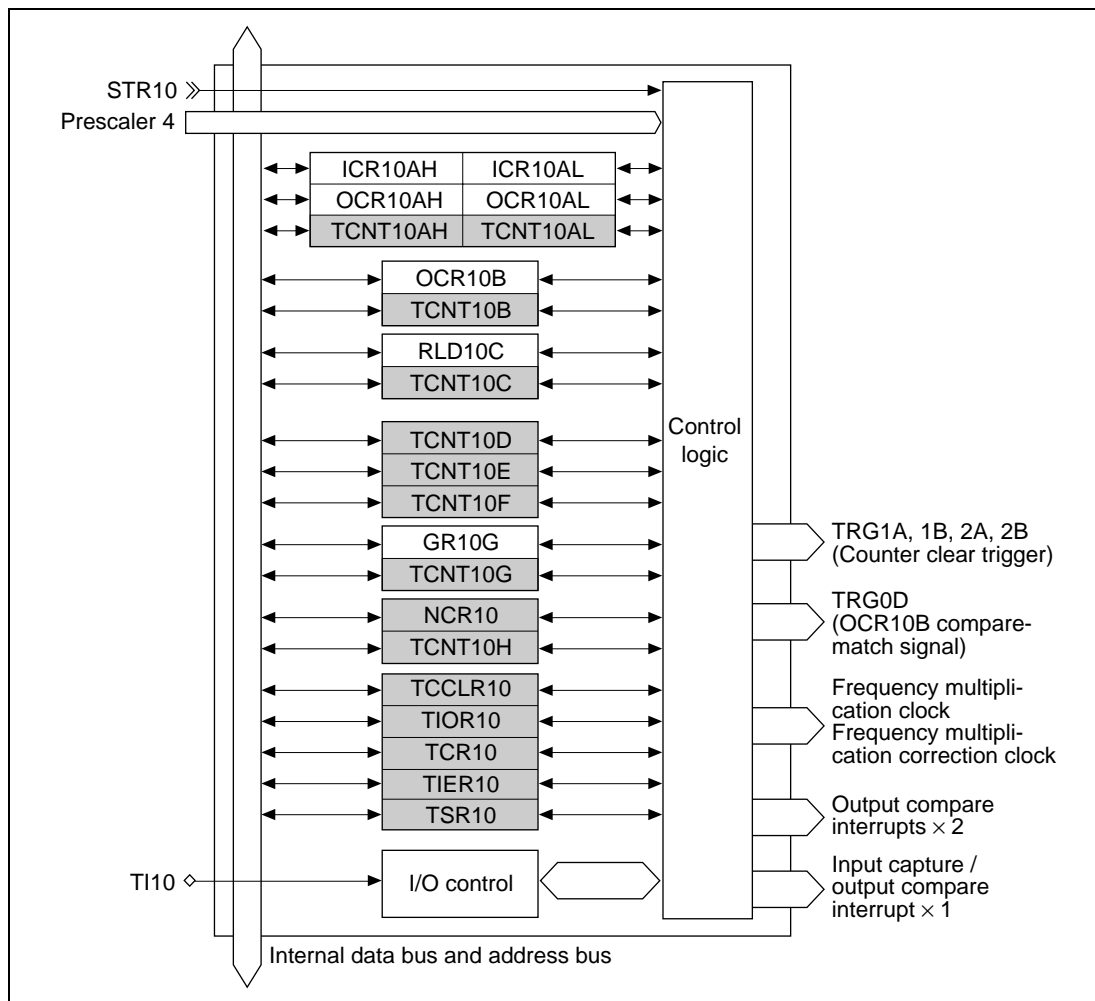 STR10
Prescaler 4
ICR10AH ICR10AL
OCR10AH OCR10AL
TCNT10AH TCNT10AL
OCR10B
TCNT10B
RLD10C
TCNT10C
TCNT10D
TCNT10E
TCNT10F
GR10G
TCNT10G
NCR10
TCNT10H
TCCLR10
TIOR10
TCR10
TIER10
TSR10
TI10
I/O control
Control
logic
TRG1A, 1B, 2A, 2B
(Counter clear trigger)
TRG0D
(OCR10B compare-
match signal)
Frequency multipli-
cation clock
Frequency multipli-
cation correction clock
Output compare
interrupts × 2
Input capture /
output compare
interrupt × 1
Internal data bus and address bus